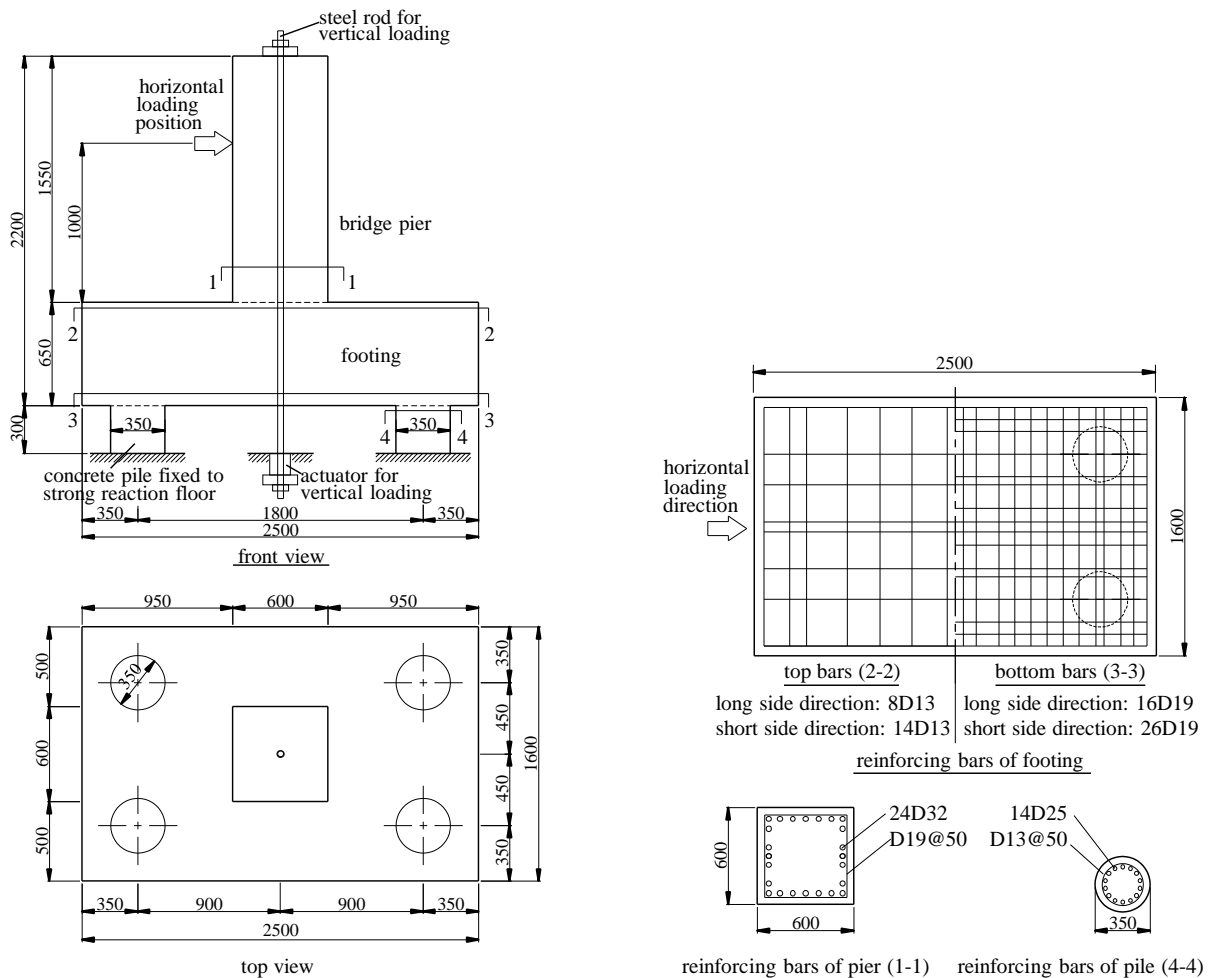 steel rod for
vertical loading
horizontal
loading
position
2200
1550
1000
bridge pier
1
1
2
2
650
footing
3
3
300
350
350
4
4
concrete pile fixed to
strong reaction floor
actuator for
vertical loading
350
1800
350
2500
front view
950
600
950
500
350
350
600
450
1600
450
500
350
350
900
900
350
2500
top view
2500
horizontal
loading
direction
1600
top bars (2-2)
bottom bars (3-3)
long side direction: 8D13
long side direction: 16D19
short side direction: 14D13
short side direction: 26D19
reinforcing bars of footing
24D32
14D25
D19@50
D13@50
600
600
350
reinforcing bars of pier (1-1)
reinforcing bars of pile (4-4)